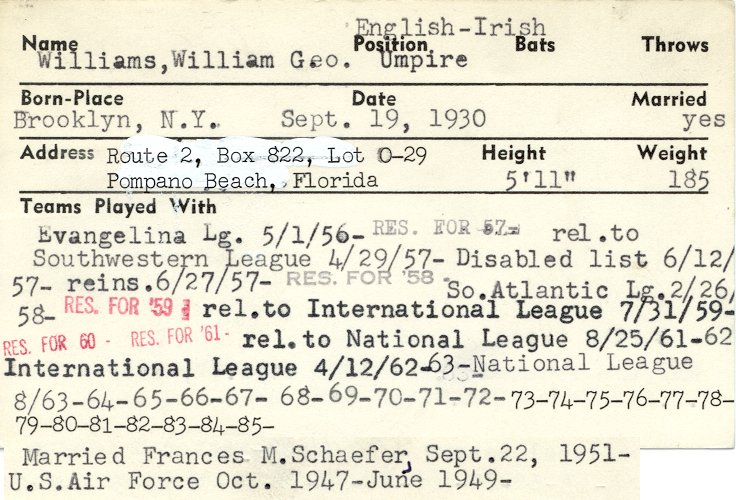 English-Irish
Name Position Bats Throws
Williams,William Geo. Umpire
Born-Place Date Married
Brooklyn, N.Y. Sept. 19, 1930 yes
Address Route 2, Box 822, Lot O-29 Height Weight
Pompano Beach, Florida 5'11" 185
Teams Played With
Evangelina Lg. 5/1/56- RES. FOR 57- rel.to
Southwestern League 4/29/57- Disabled list 6/12/
57- reins.6/27/57- RES. FOR '58 - So.Atlantic Lg.2/26/
58- RES. FOR '59 - rel.to International League 7/31/59-
RES. FOR 60 - RES. FOR '61- rel.to National League 8/25/61-62
International League 4/12/62-63-National League
8/63-64-65-66-67- 68-69-70-71-72-73-74-75-76-77-78-
79-80-81-82-83-84-85-
Married Frances M.Schaefer, Sept.22, 1951-
U.S.Air Force Oct. 1947-June 1949-